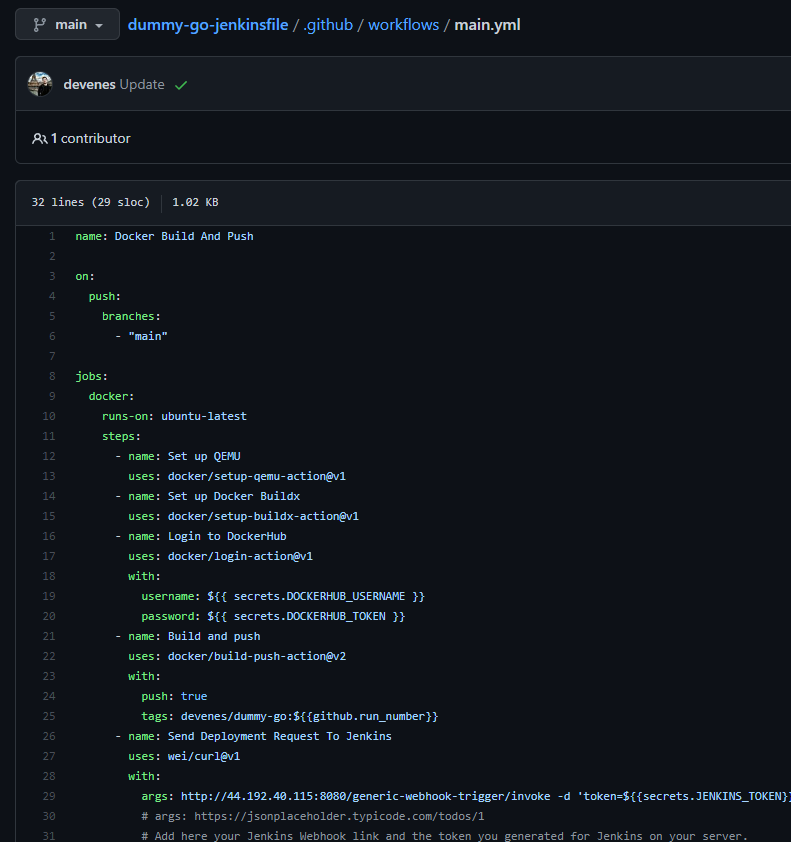 main dummy-go-jenkinsfile / .github / workflows / main.yml
devenes Update
1 contributor
32 lines (29 sloc) 1.02 KB
1 name: Docker Build And Push
2
3 on:
4 push:
5 branches:
6 - "main"
7
8 jobs:
9 docker:
10 runs-on: ubuntu-latest
11 steps:
12 - name: Set up QEMU
13 uses: docker/setup-qemu-action@v1
14 - name: Set up Docker Buildx
15 uses: docker/setup-buildx-action@v1
16 - name: Login to DockerHub
17 uses: docker/login-action@v1
18 with:
19 username: ${{ secrets.DOCKERHUB_USERNAME }}
20 password: ${{ secrets.DOCKERHUB_TOKEN }}
21 - name: Build and push
22 uses: docker/build-push-action@v2
23 with:
24 push: true
25 tags: devenes/dummy-go:${{github.run_number}}
26 - name: Send Deployment Request To Jenkins
27 uses: wei/curl@v1
28 with:
29 args: http://44.192.40.115:8080/generic-webhook-trigger/invoke -d 'token=${{secrets.JENKINS_TOKEN}}
30 # args: https://jsonplaceholder.typicode.com/todos/1
31 # Add here your Jenkins Webhook link and the token you generated for Jenkins on your server.